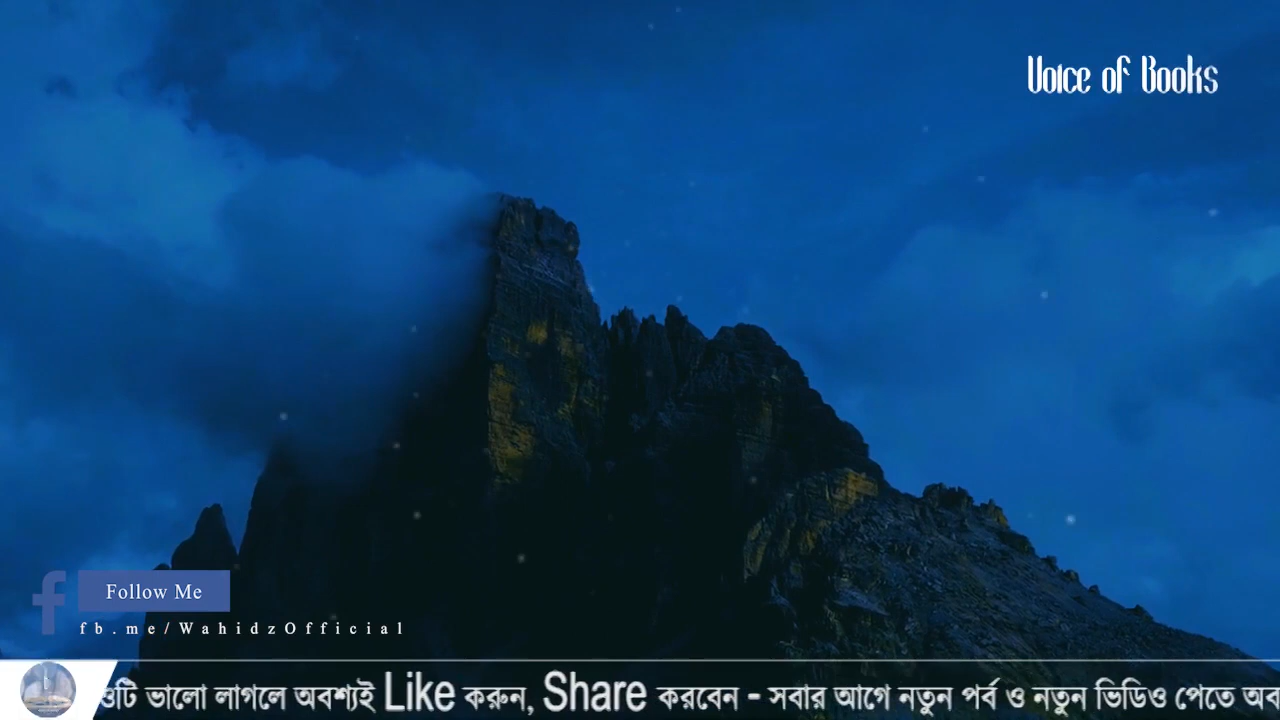 Voice of Books
Follow Me
fb.me/WahidzOfficial
ভালো লাগলে অবশ্যই Like করুন, Share করবেন - সবার আগে নতুন পর্ব ও নতুন ভিডিও পেতে